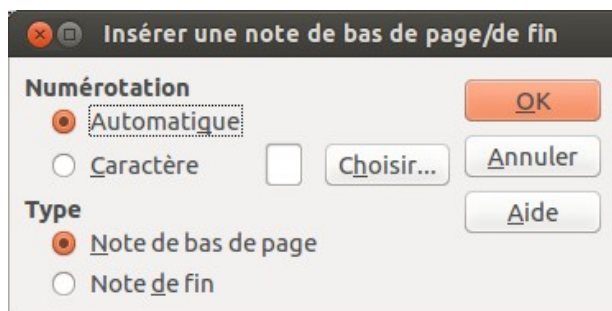 Insérer une note de bas de page/de fin
Numérotation
OK
Automatique
Caractère
Choisir...
Annuler
Type
Aide
Note de bas de page
Note de fin